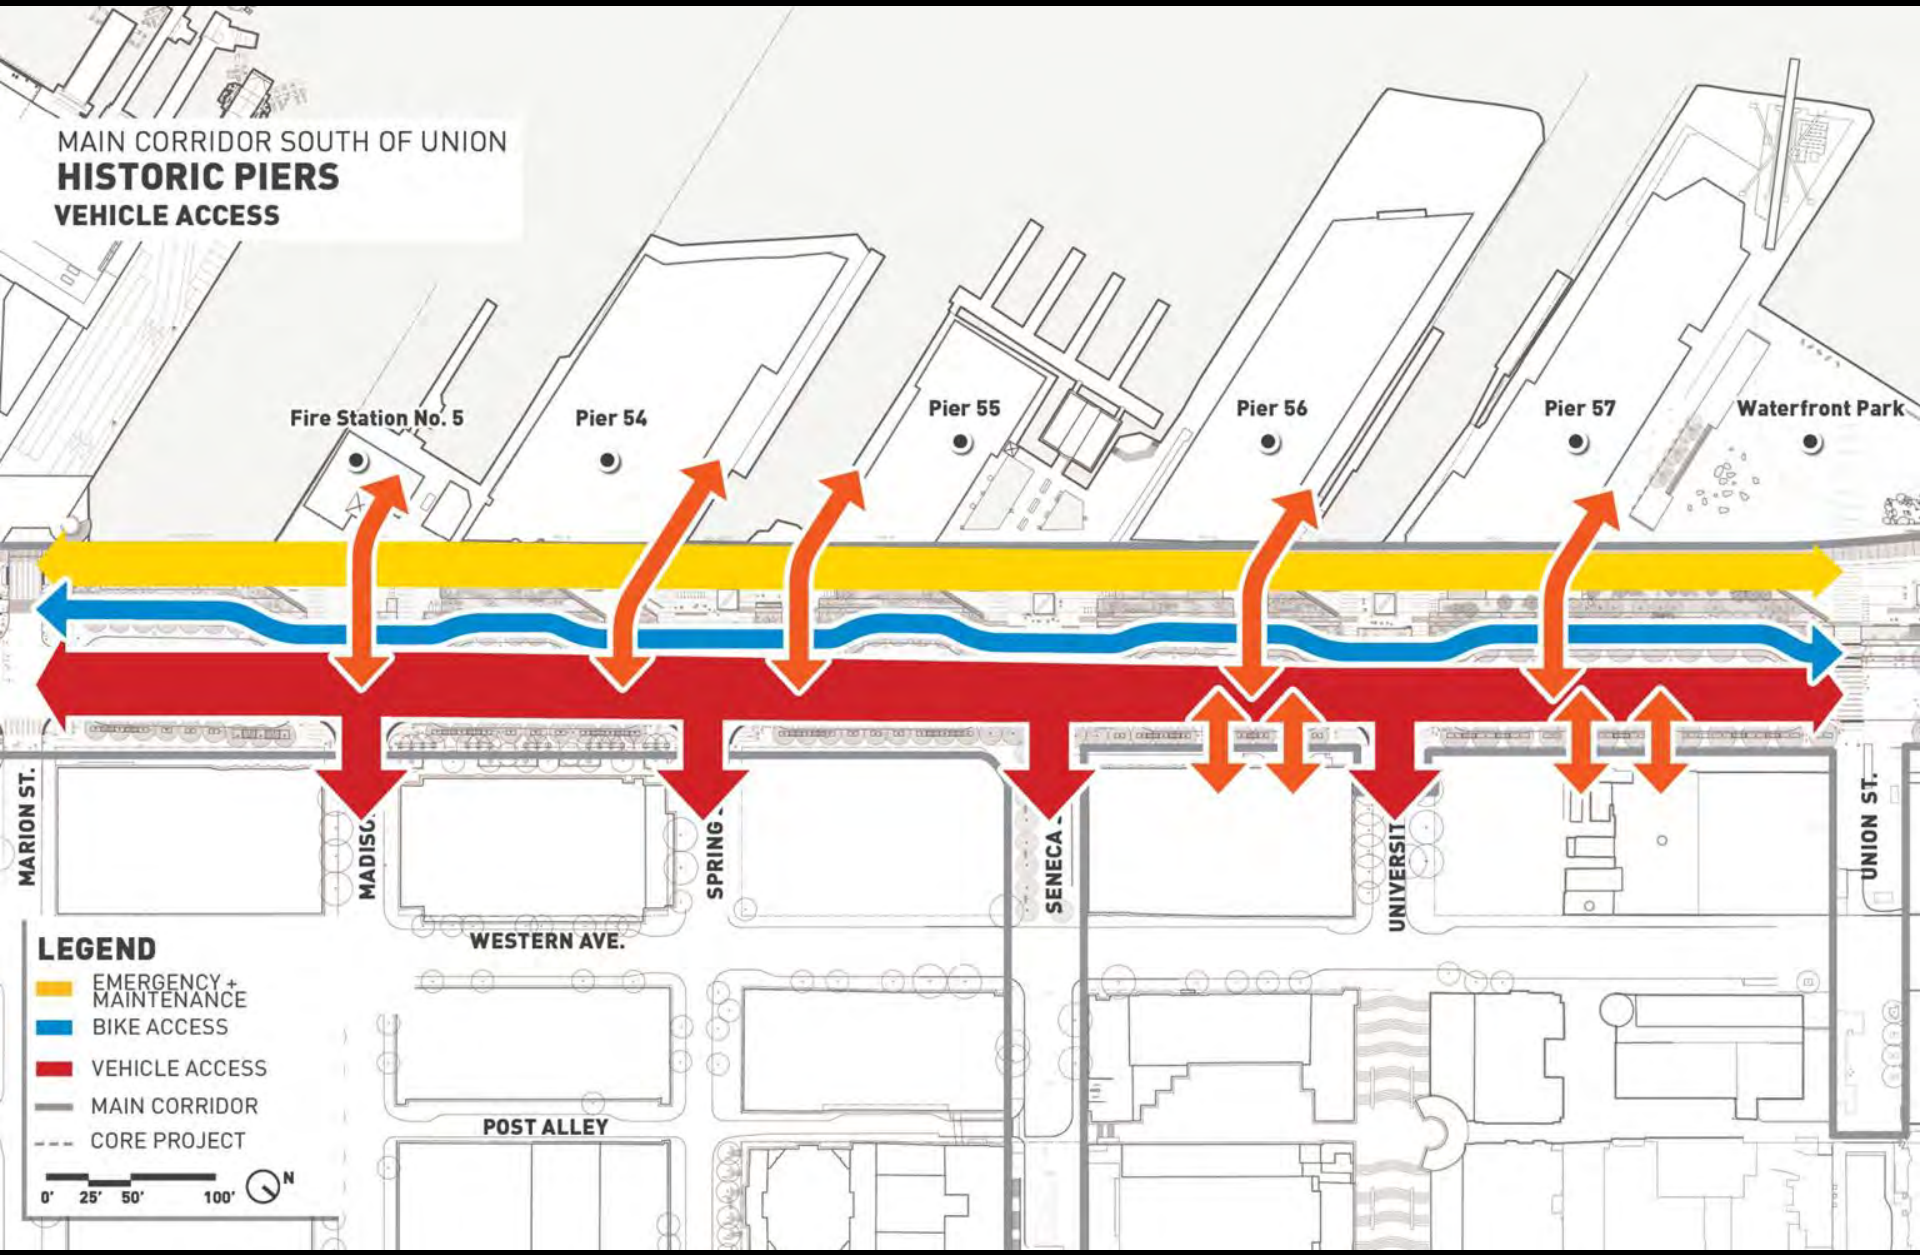 MAIN CORRIDOR SOUTH OF UNION
HISTORIC PIERS
VEHICLE ACCESS
Fire Station No. 5
Pier 54
Pier 55
Pier 56
Pier 57
Waterfront Park
MARION ST.
MADISO
SPRING
SENECA
UNIVERSIT
UNION ST.
WESTERN AVE.
POST ALLEY
LEGEND
EMERGENCY +
MAINTENANCE
BIKE ACCESS
VEHICLE ACCESS
MAIN CORRIDOR
CORE PROJECT
0' 25' 50' 100'
N